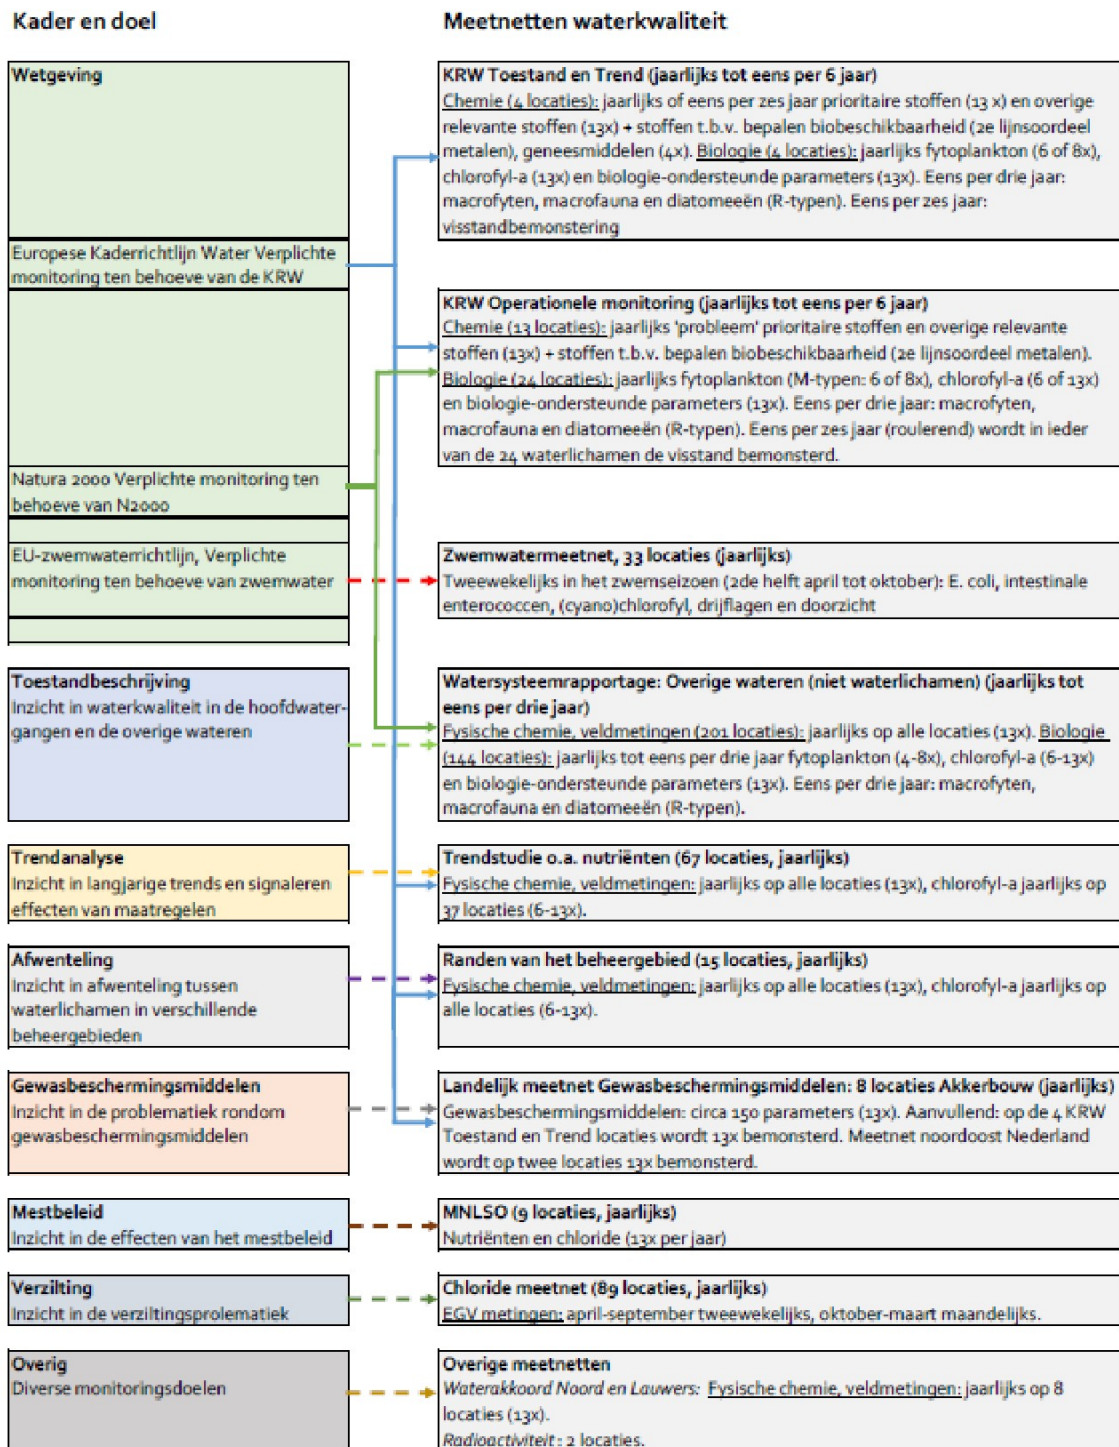 Kader en doel
Meetnetten waterkwaliteit
Wetgeving
KRW Toestand en Trend (jaarlijks tot eens per 6 jaar)
Chemie (4 locaties): jaarlijks of eens per zes jaar prioritaire stoffen (13 x) en overige
relevante stoffen (13x) + stoffen t.b.v. bepalen biobeschikbaarheid (2e lijnsoordeel
metalen), geneesmiddelen (4x). Biologie (4 locaties): jaarlijks fytoplankton (6 of 8x),
chlorofyl-a (13x) en biologie-ondersteunde parameters (13x). Eens per drie jaar:
macrofyten, macrofauna en diatomeeën (R-typen). Eens per zes jaar:
visstandbemonstering
Europese Kaderrichtlijn Water Verplichte
monitoring ten behoeve van de KRW
KRW Operationele monitoring (jaarlijks tot eens per 6 jaar)
Chemie (13 locaties): jaarlijks 'probleem' prioritaire stoffen en overige relevante
stoffen (13x) + stoffen t.b.v. bepalen biobeschikbaarheid (2e lijnsoordeel metalen).
Biologie (24 locaties): jaarlijks fytoplankton (M-typen: 6 of 8x), chlorofyl-a (6 of 13x)
en biologie-ondersteunde parameters (13x). Eens per drie jaar: macrofyten,
macrofauna en diatomeeën (R-typen). Eens per zes jaar (roulerend) wordt in ieder
van de 24 waterlichamen de visstand bemonsterd.
Natura 2000 Verplichte monitoring ten
behoeve van N2000
EU-zwemwaterrichtlijn, Verplichte
monitoring ten behoeve van zwemwater
Zwemwatermeetnet, 33 locaties (jaarlijks)
Tweewekelijks in het zwemseizoen (2de helft april tot oktober): E. coli, intestinale
enterococcen, (cyano)chlorofyl, drijflagen en doorzicht
Toestandbeschrijving
Inzicht in waterkwaliteit in de hoofdwater-
gangen en de overige wateren
Watersysteemrapportage: Overige wateren (niet waterlichamen) (jaarlijks tot
eens per drie jaar)
Fysische chemie, veldmetingen (201 locaties): jaarlijks op alle locaties (13x). Biologie
(144 locaties): jaarlijks tot eens per drie jaar fytoplankton (4-8x), chlorofyl-a (6-13x)
en biologie-ondersteunde parameters (13x). Eens per drie jaar: macrofyten,
macrofauna en diatomeeën (R-typen).
Trendanalyse
Inzicht in langjarige trends en signaleren
effecten van maatregelen
Trendstudie o.a. nutriënten (67 locaties, jaarlijks)
Fysische chemie, veldmetingen: jaarlijks op alle locaties (13x), chlorofyl-a jaarlijks op
37 locaties (6-13x).
Afwenteling
Inzicht in afwenteling tussen
waterlichamen in verschillende
beheergebieden
Randen van het beheergebied (15 locaties, jaarlijks)
Fysische chemie, veldmetingen: jaarlijks op alle locaties (13x), chlorofyl-a jaarlijks op
alle locaties (6-13x).
Gewasbeschermingsmiddelen
Inzicht in de problematiek rondom
gewasbeschermingsmiddelen
Landelijk meetnet Gewasbeschermingsmiddelen: 8 locaties Akkerbouw (jaarlijks)
Gewasbeschermingsmiddelen: circa 150 parameters (13x). Aanvullend: op de 4 KRW
Toestand en Trend locaties wordt 13x bemonsterd. Meetnet noordoost Nederland
wordt op twee locaties 13x bemonsterd.
Mestbeleid
Inzicht in de effecten van het mestbeleid
MNLSO (9 locaties, jaarlijks)
Nutriënten en chloride (13x per jaar)
Verzilting
Inzicht in de verziltingsprolematiek
Chloride meetnet (89 locaties, jaarlijks)
EGV metingen: april-september tweewekelijks, oktober-maart maandelijks.
Overig
Diverse monitoringsdoelen
Overige meetnetten
Waterakkoord Noord en Lauwers: Fysische chemie, veldmetingen: jaarlijks op 8
locaties (13x).
Radioactiviteit : 2 locaties.